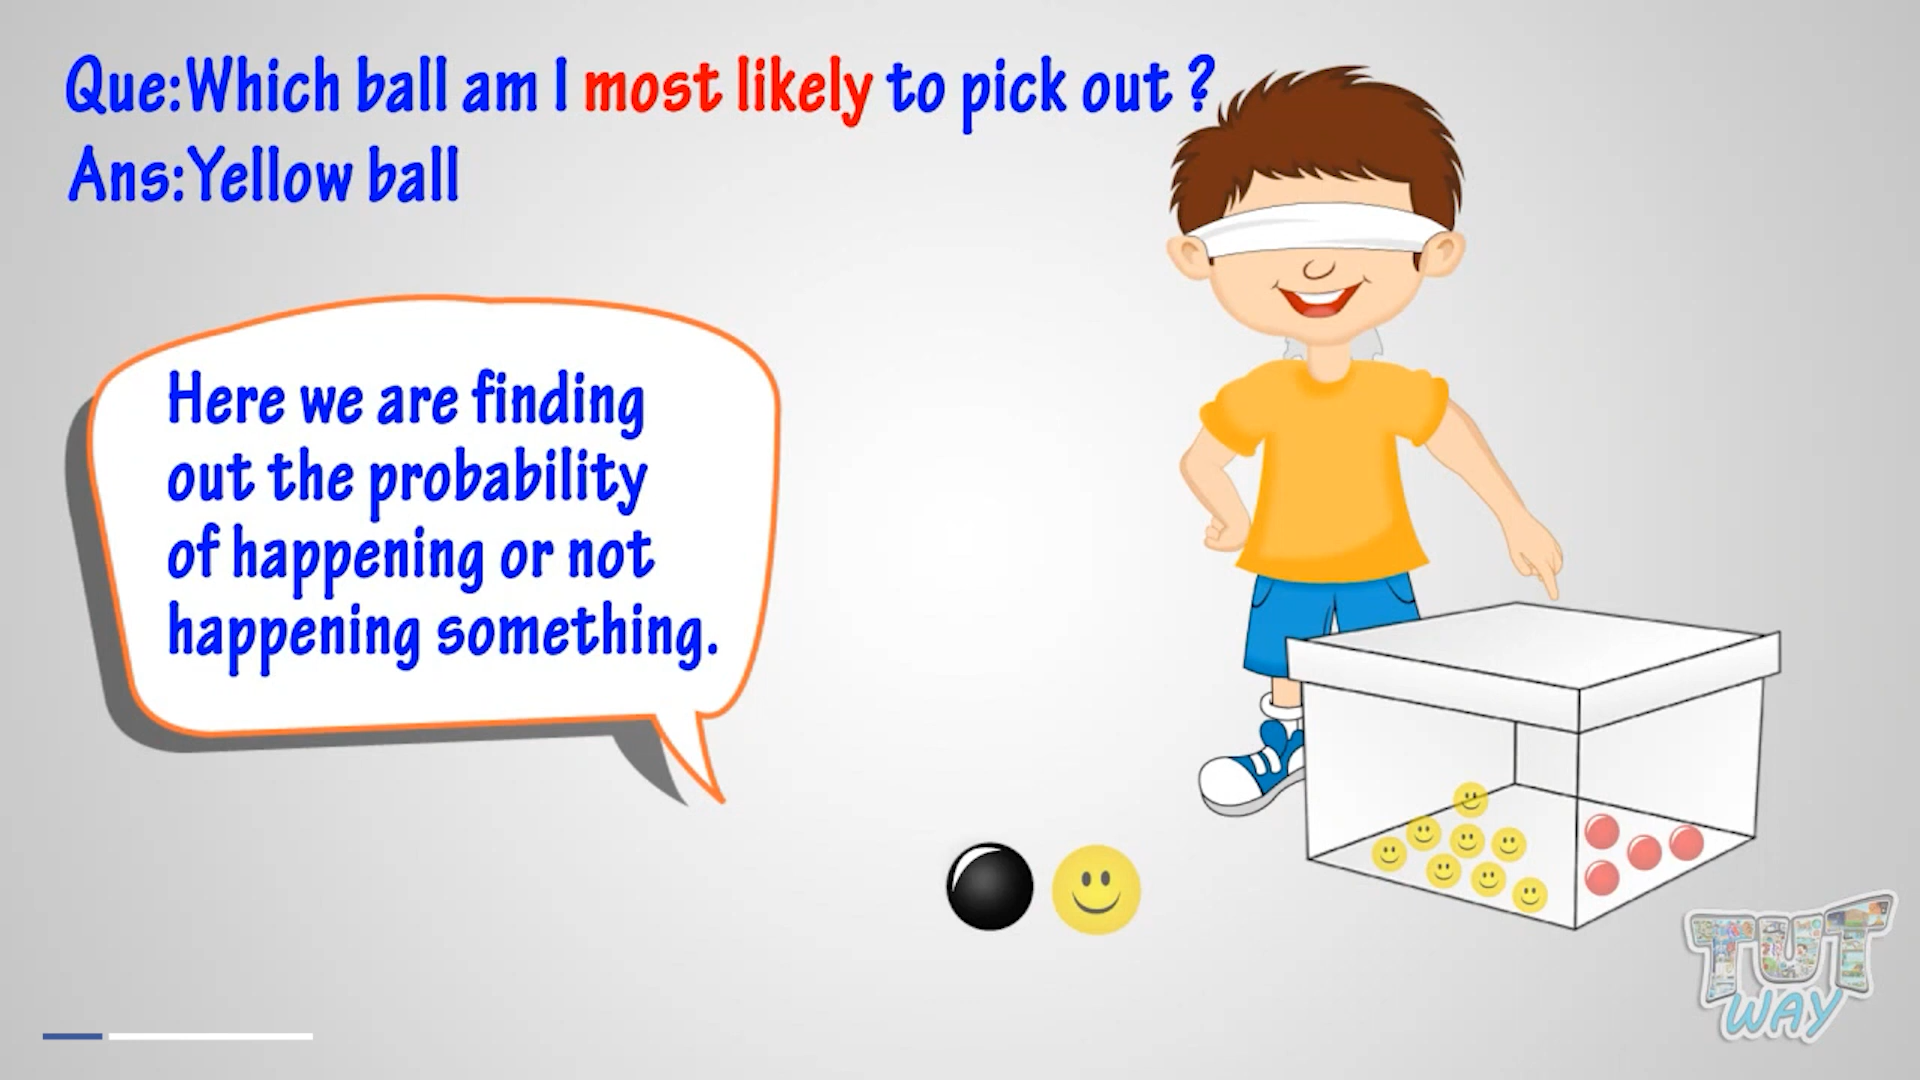 Que:Which ball am I most likely to pick out ?
Ans:Yellow ball
Here we are finding
out the probability
of happening or not
happening something.
TUT
WAY